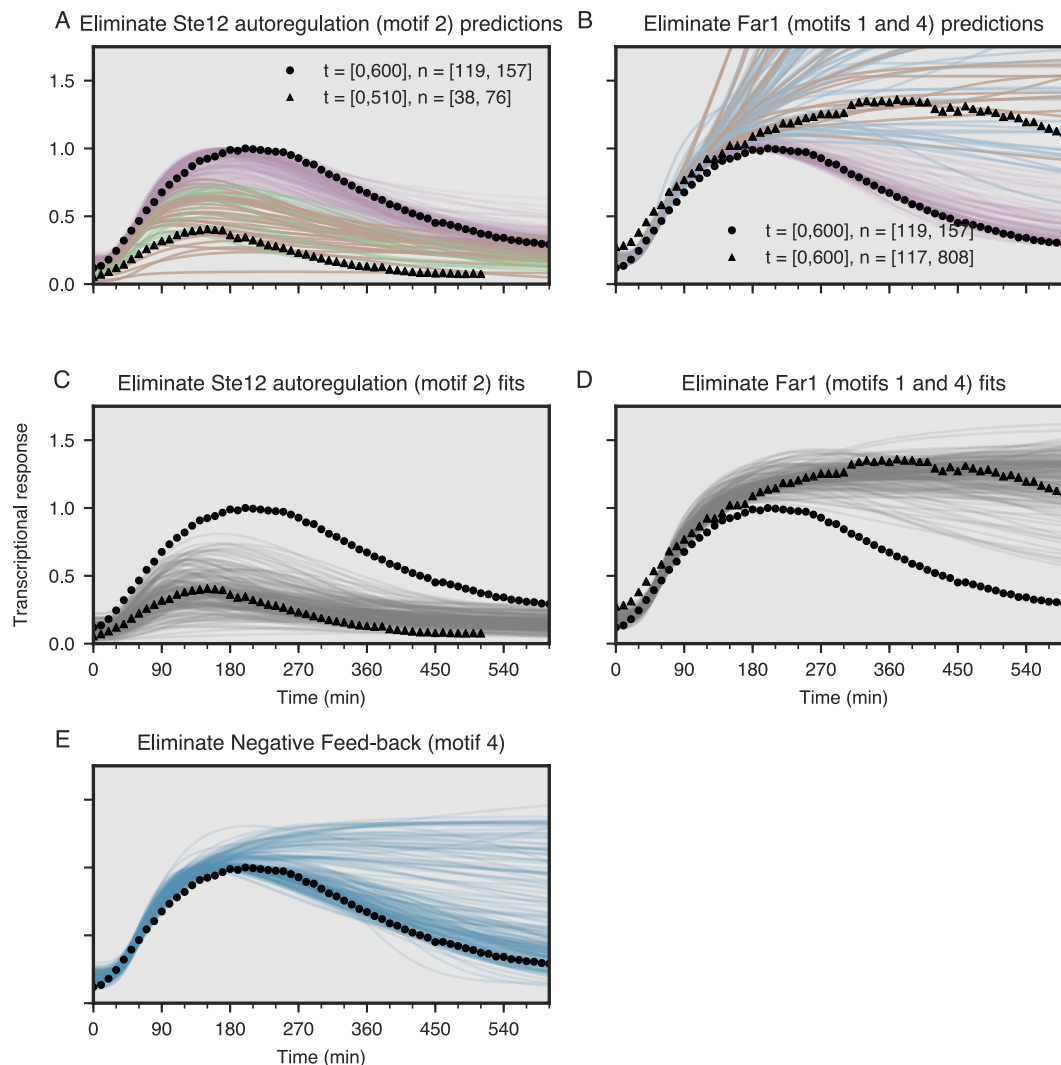 A Eliminate Ste12 autoregulation (motif 2) predictions
t = [0,600], n = [119, 157]
t = [0,510], n = [38, 76]
1.5
1.0
0.5
0.0
B Eliminate Far1 (motifs 1 and 4) predictions
t = [0,600], n = [119, 157]
t = [0,600], n = [117, 808]
C Eliminate Ste12 autoregulation (motif 2) fits
Transcriptional response
1.5
1.0
0.5
0.0
0 90 180 270 360 450 540
Time (min)
D Eliminate Far1 (motifs 1 and 4) fits
0 90 180 270 360 450 540
Time (min)
E Eliminate Negative Feed-back (motif 4)
0 90 180 270 360 450 540
Time (min)